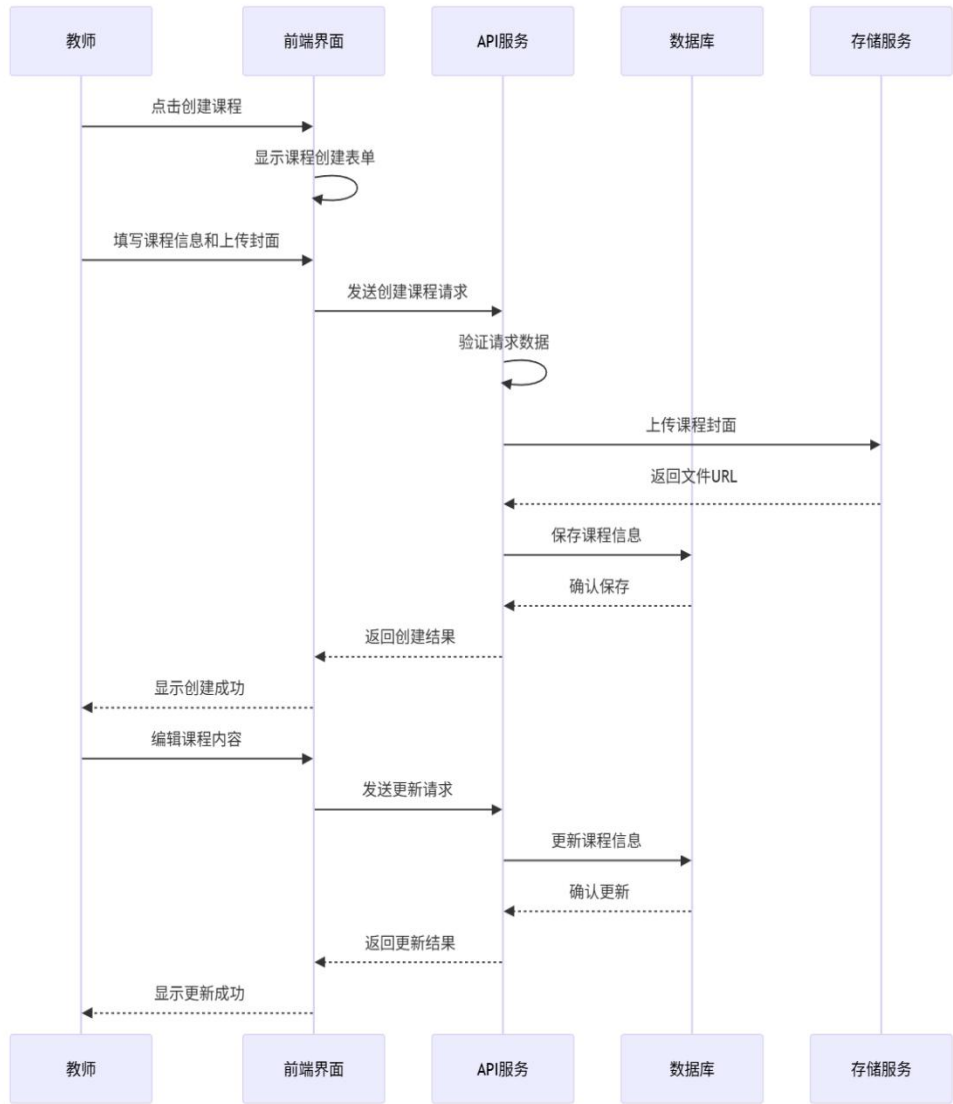 教师
前端界面
API服务
数据库
存储服务
点击创建课程
显示课程创建表单
填写课程信息和上传封面
发送创建课程请求
验证请求数据
上传课程封面
返回文件URL
保存课程信息
确认保存
返回创建结果
显示创建成功
编辑课程内容
发送更新请求
更新课程信息
确认更新
返回更新结果
显示更新成功
教师
前端界面
API服务
数据库
存储服务